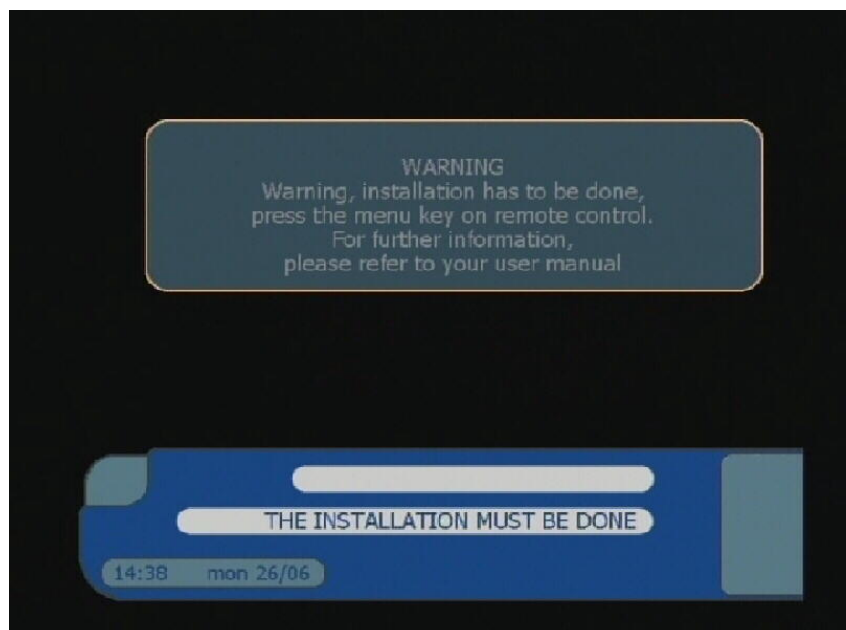 WARNING
Warning, installation has to be done,
press the menu key on remote control.
For further information,
please refer to your user manual
THE INSTALLATION MUST BE DONE
14:38 mon 26/06